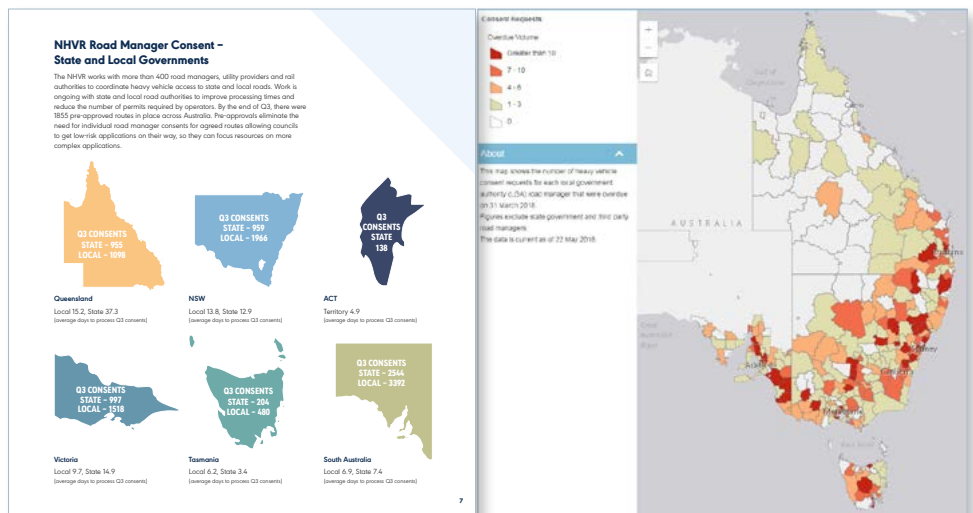 NHVR Road Manager Consent –
State and Local Governments
The NHVR works with more than 400 road managers, utility providers and rail
authorities to coordinate heavy vehicle access to state and local roads. Work is
ongoing with state and local road authorities to improve processing times and
reduce the number of permits required by operators. By the end of Q3, there were
1855 pre-approved routes in place across Australia. Pre-approvals eliminate the
need for individual road manager consents for agreed routes allowing councils
to get low-risk applications on their way, so they can focus resources on more
complex applications.
Q3 CONSENTS
STATE – 955
LOCAL – 1098
Q3 CONSENTS
STATE – 959
LOCAL – 1966
Q3
CONSENTS
STATE
138
Queensland
Local 15.2, State 37.3
(average days to process Q3 consents)
NSW
Local 13.8, State 12.9
(average days to process Q3 consents)
ACT
Territory 4.9
(average days to process Q3 consents)
Q3 CONSENTS
STATE – 997
LOCAL – 1518
Q3 CONSENTS
STATE – 204
LOCAL – 480
Q3 CONSENTS
STATE – 2544
LOCAL – 3392
Victoria
Local 9.7, State 14.9
(average days to process Q3 consents)
Tasmania
Local 6.2, State 3.4
(average days to process Q3 consents)
South Australia
Local 6.9, State 7.4
(average days to process Q3 consents)
7
Consent Requests
Overdue Volume
Greater than 10
7 - 10
4 - 6
1 - 3
0
About
This map shows the number of heavy vehicle
consent requests for each local government
authority (LGA) road manager that were overdue
on 31 March 2018.
Figures exclude state government and third party
road managers
The data is current as of 22 May 2018
+
−
Gulf of
Cairns
AUSTRALIA
Great
Australian
Bight
Sydney
Canberra
Melbourne